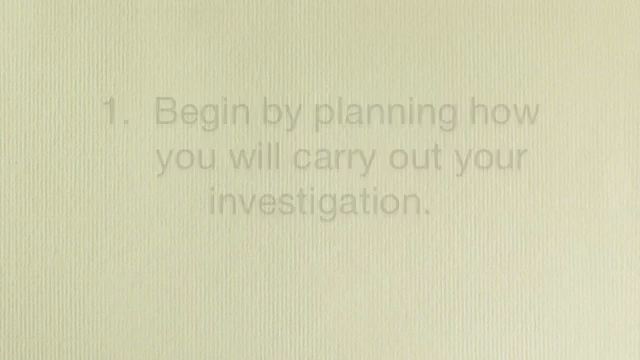 1. Begin by planning how
you will carry out your
investigation.